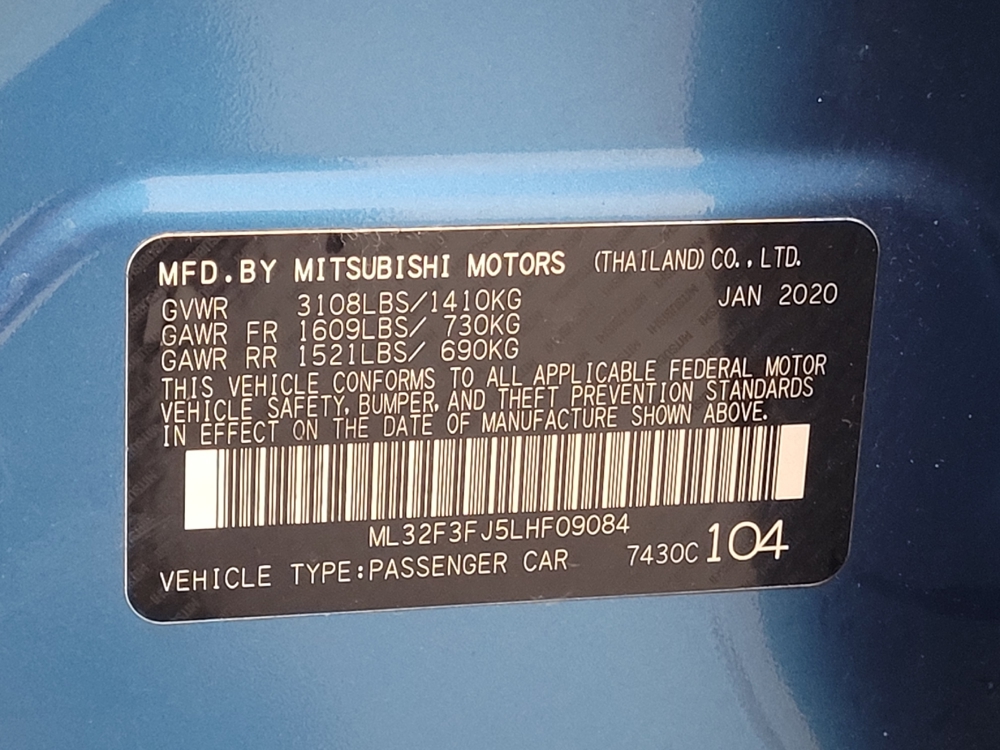 MFD.BY MITSUBISHI MOTORS (THAILAND) CO., LTD.
GVWR 3108LBS/1410KG JAN 2020
GAWR FR 1609LBS/ 730KG
GAWR RR 1521LBS/ 690KG
THIS VEHICLE CONFORMS TO ALL APPLICABLE FEDERAL MOTOR
VEHICLE SAFETY, BUMPER, AND THEFT PREVENTION STANDARDS
IN EFFECT ON THE DATE OF MANUFACTURE SHOWN ABOVE.
ML32F3FJ5LHF09084
VEHICLE TYPE:PASSENGER CAR 7430C 104